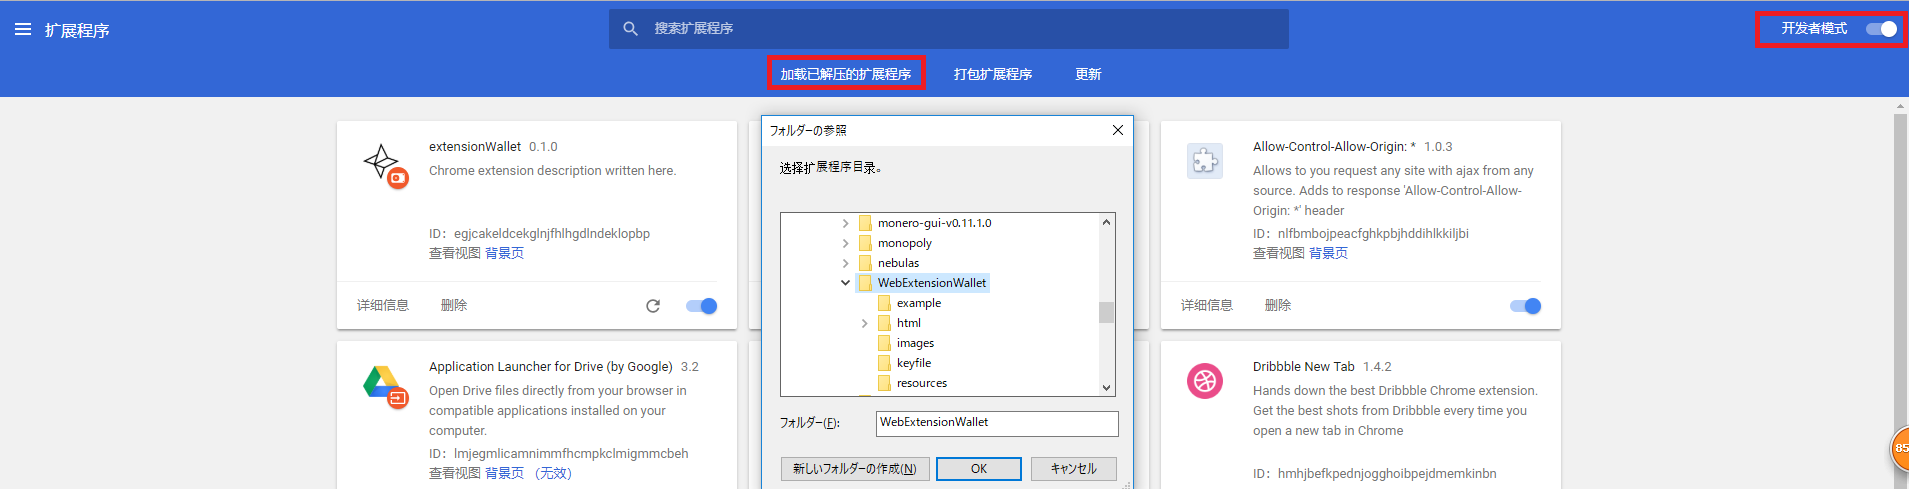 扩展程序
搜索扩展程序
开发者模式
加载已解压的扩展程序
打包扩展程序
更新
extensionWallet 0.1.0
Chrome extension description written here.
ID：egjcakeldcekglnjfhlhgdlndeklopbp
查看视图 背景页
详细信息
删除
フォルダーの参照
选择扩展程序目录。
monero-gui-v0.11.1.0
monopoly
nebulas
WebExtensionWallet
example
html
images
keyfile
resources
フォルダー(F):
WebExtensionWallet
新しいフォルダーの作成(N)
OK
キャンセル
Allow-Control-Allow-Origin: * 1.0.3
Allows to you request any site with ajax from any
source. Adds to response 'Allow-Control-Allow-
Origin: *' header
ID：nlfbmbojpeacfghkpbjhddihlkkiljbi
查看视图 背景页
详细信息
删除
Application Launcher for Drive (by Google) 3.2
Open Drive files directly from your browser in
compatible applications installed on your
computer.
ID：lmjegmlicamnimmfhcmpkclmigmmcbeh
查看视图 背景页 （无效）
Dribbble New Tab 1.4.2
Hands down the best Dribbble Chrome extension.
Get the best shots from Dribbble every time you
open a new tab in Chrome
ID：hmhjbefkpednjogghoibpejdmemkinbn
85